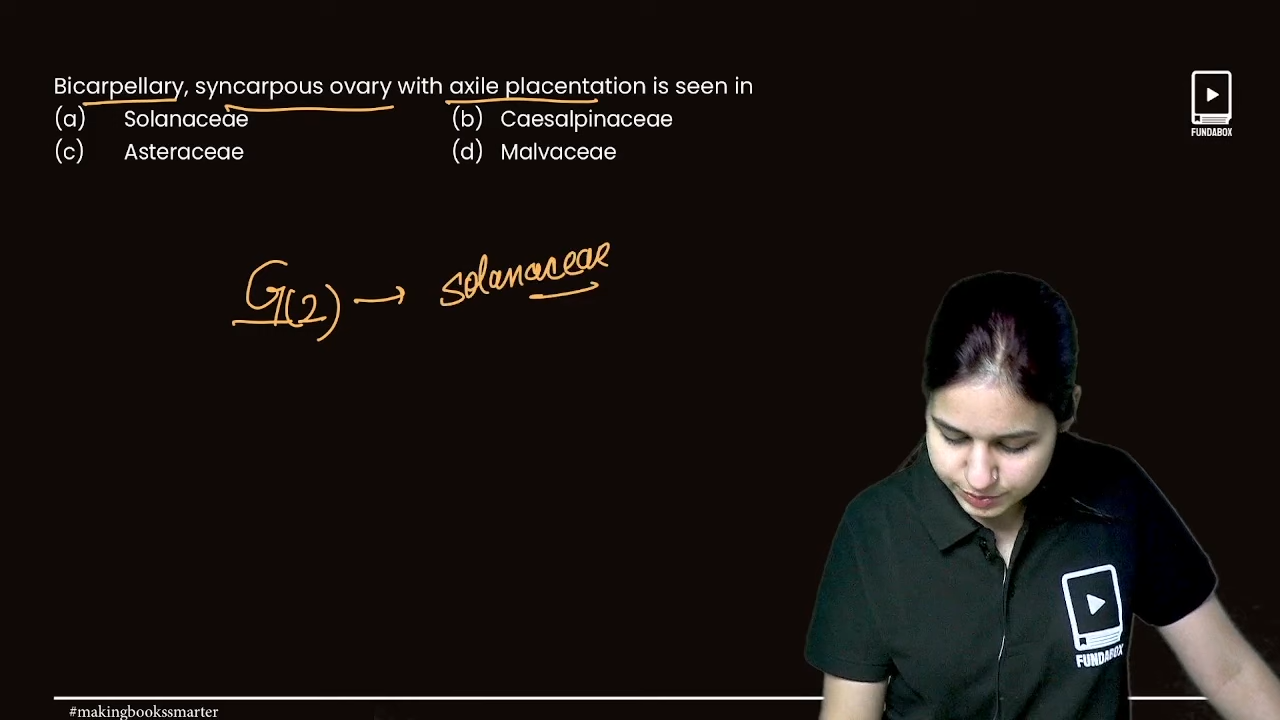 Bicarpellary, syncarpous ovary with axile placentation is seen in
(a) Solanaceae (b) Caesalpinaceae
(c) Asteraceae (d) Malvaceae
FUNDABOX
G(2) → solanaceae
FUNDABOX
#makingbookssmarter